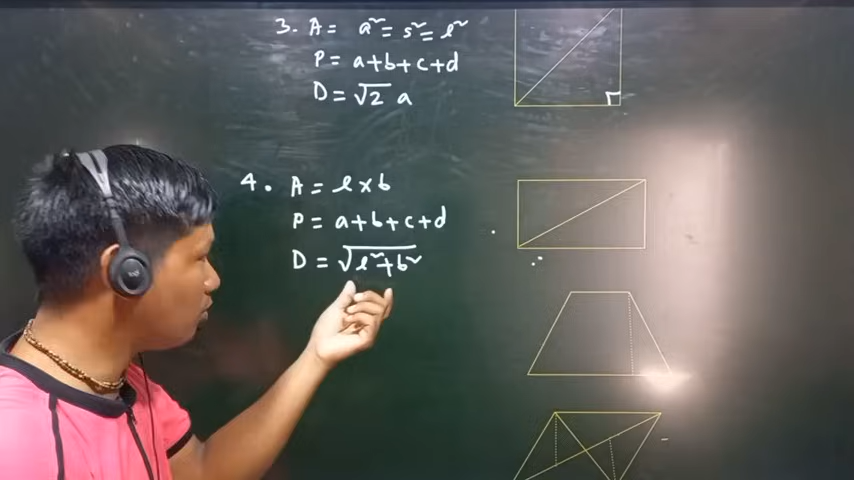 3. A = a² = s² = l²
P = a+b+c+d
D = √2 a
4. A = l×b
P = a+b+c+d
D = √l²+b²